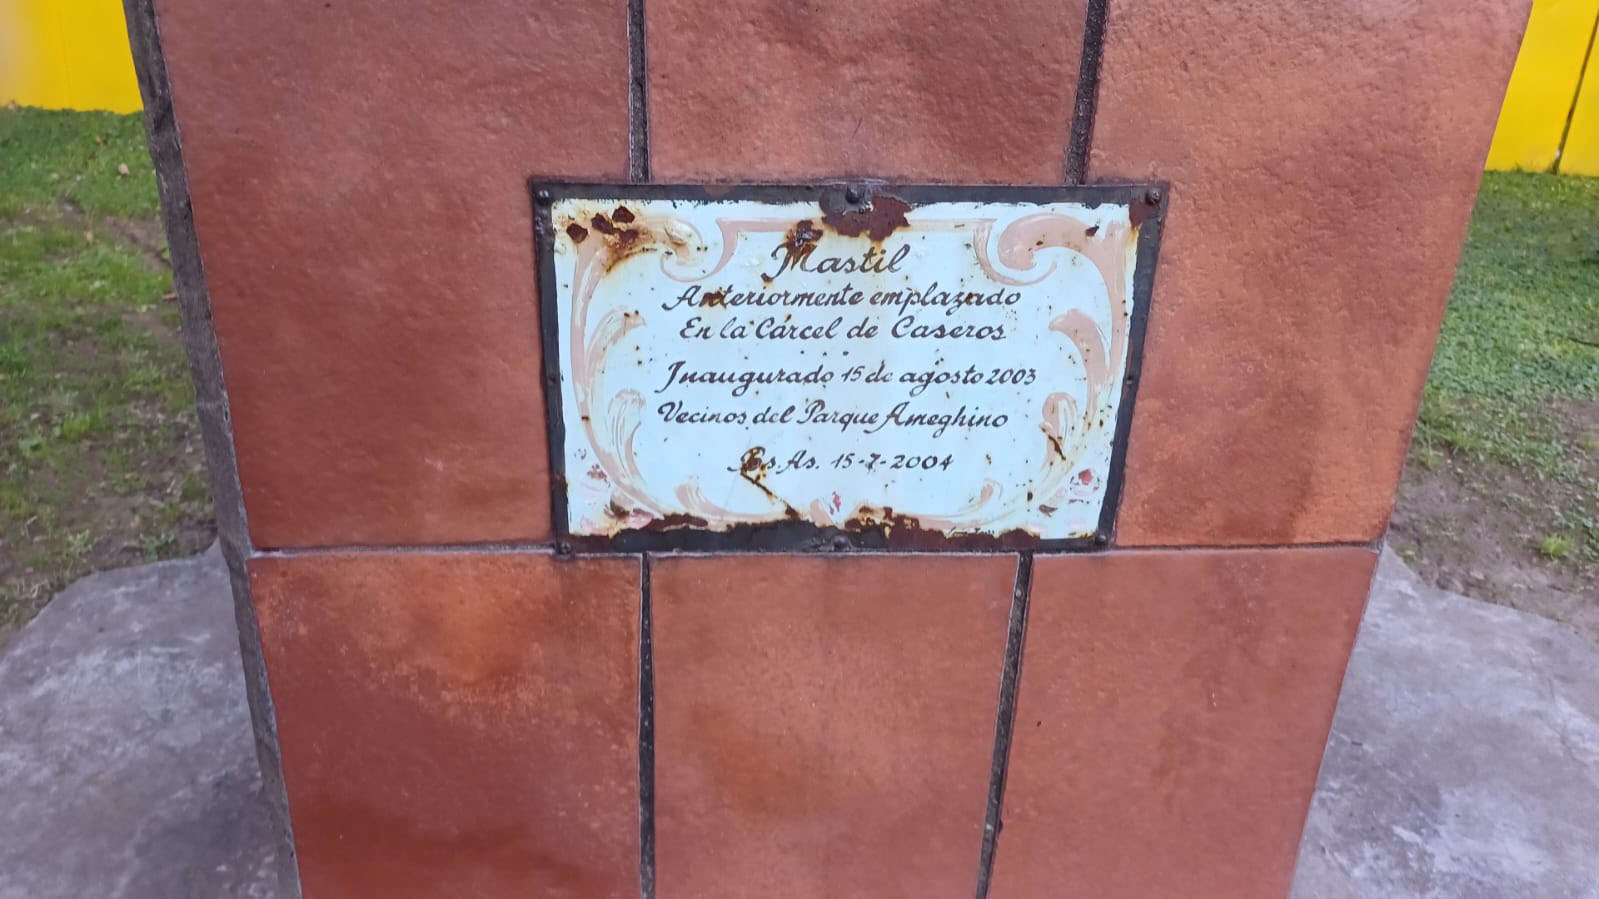 Mastil
Anteriormente emplazado
En la Cárcel de Caseros
Inaugurado 15 de agosto 2003
Vecinos del Parque Ameghino
Bs. As. 15-7-2004